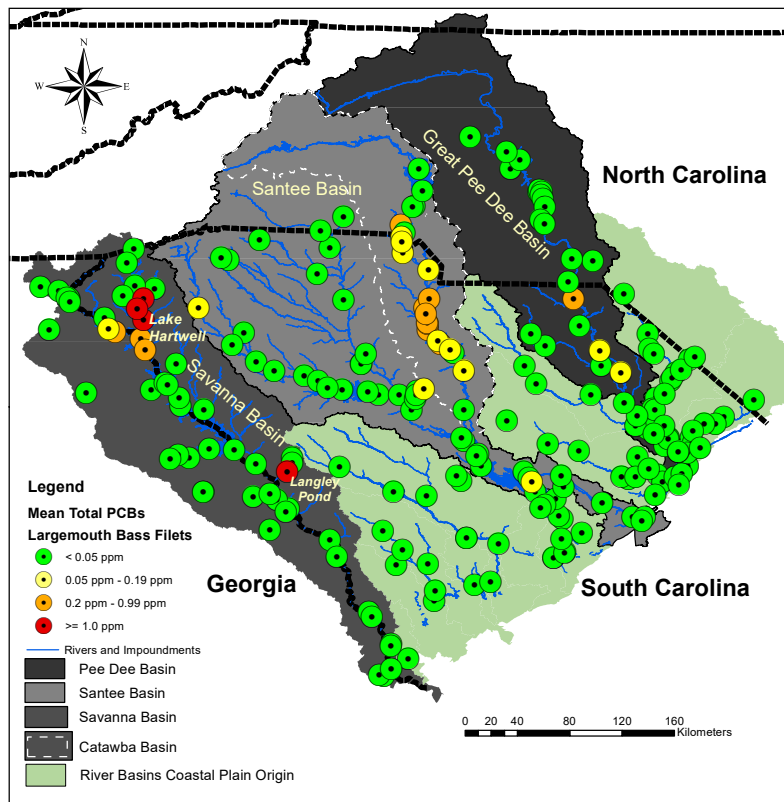 N
W E
S
Santee Basin
Great Pee Dee Basin
North Carolina
Lake
Hartwell
Savanna Basin
Langley
Pond
Georgia
South Carolina
Legend
Mean Total PCBs
Largemouth Bass Filets
< 0.05 ppm
0.05 ppm - 0.19 ppm
0.2 ppm - 0.99 ppm
>= 1.0 ppm
Rivers and Impoundments
Pee Dee Basin
Santee Basin
Savanna Basin
Catawba Basin
River Basins Coastal Plain Origin
0 20 40 80 120 160
Kilometers